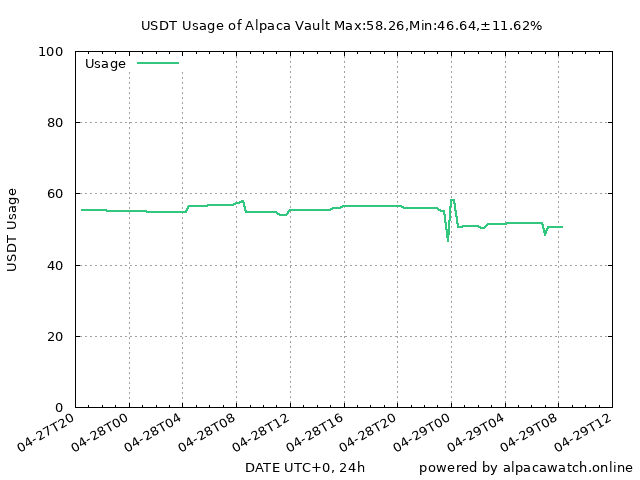 USDT Usage of Alpaca Vault Max:58.26,Min:46.64,±11.62%
Usage
100
80
60
40
20
0
USDT Usage
04-27T20
04-28T00
04-28T04
04-28T08
04-28T12
04-28T16
04-28T20
04-29T00
04-29T04
04-29T08
04-29T12
DATE UTC+0, 24h
powered by alpacawatch.online